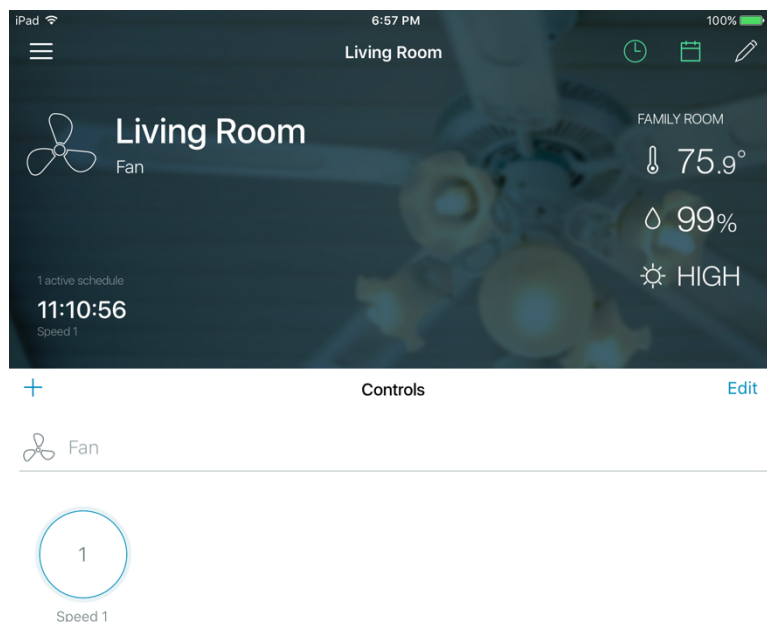 iPad 6:57 PM 100%
Living Room
Living Room
Fan
FAMILY ROOM
75.9°
99%
HIGH
1 active schedule
11:10:56
Speed 1
+ Controls Edit
Fan
1
Speed 1